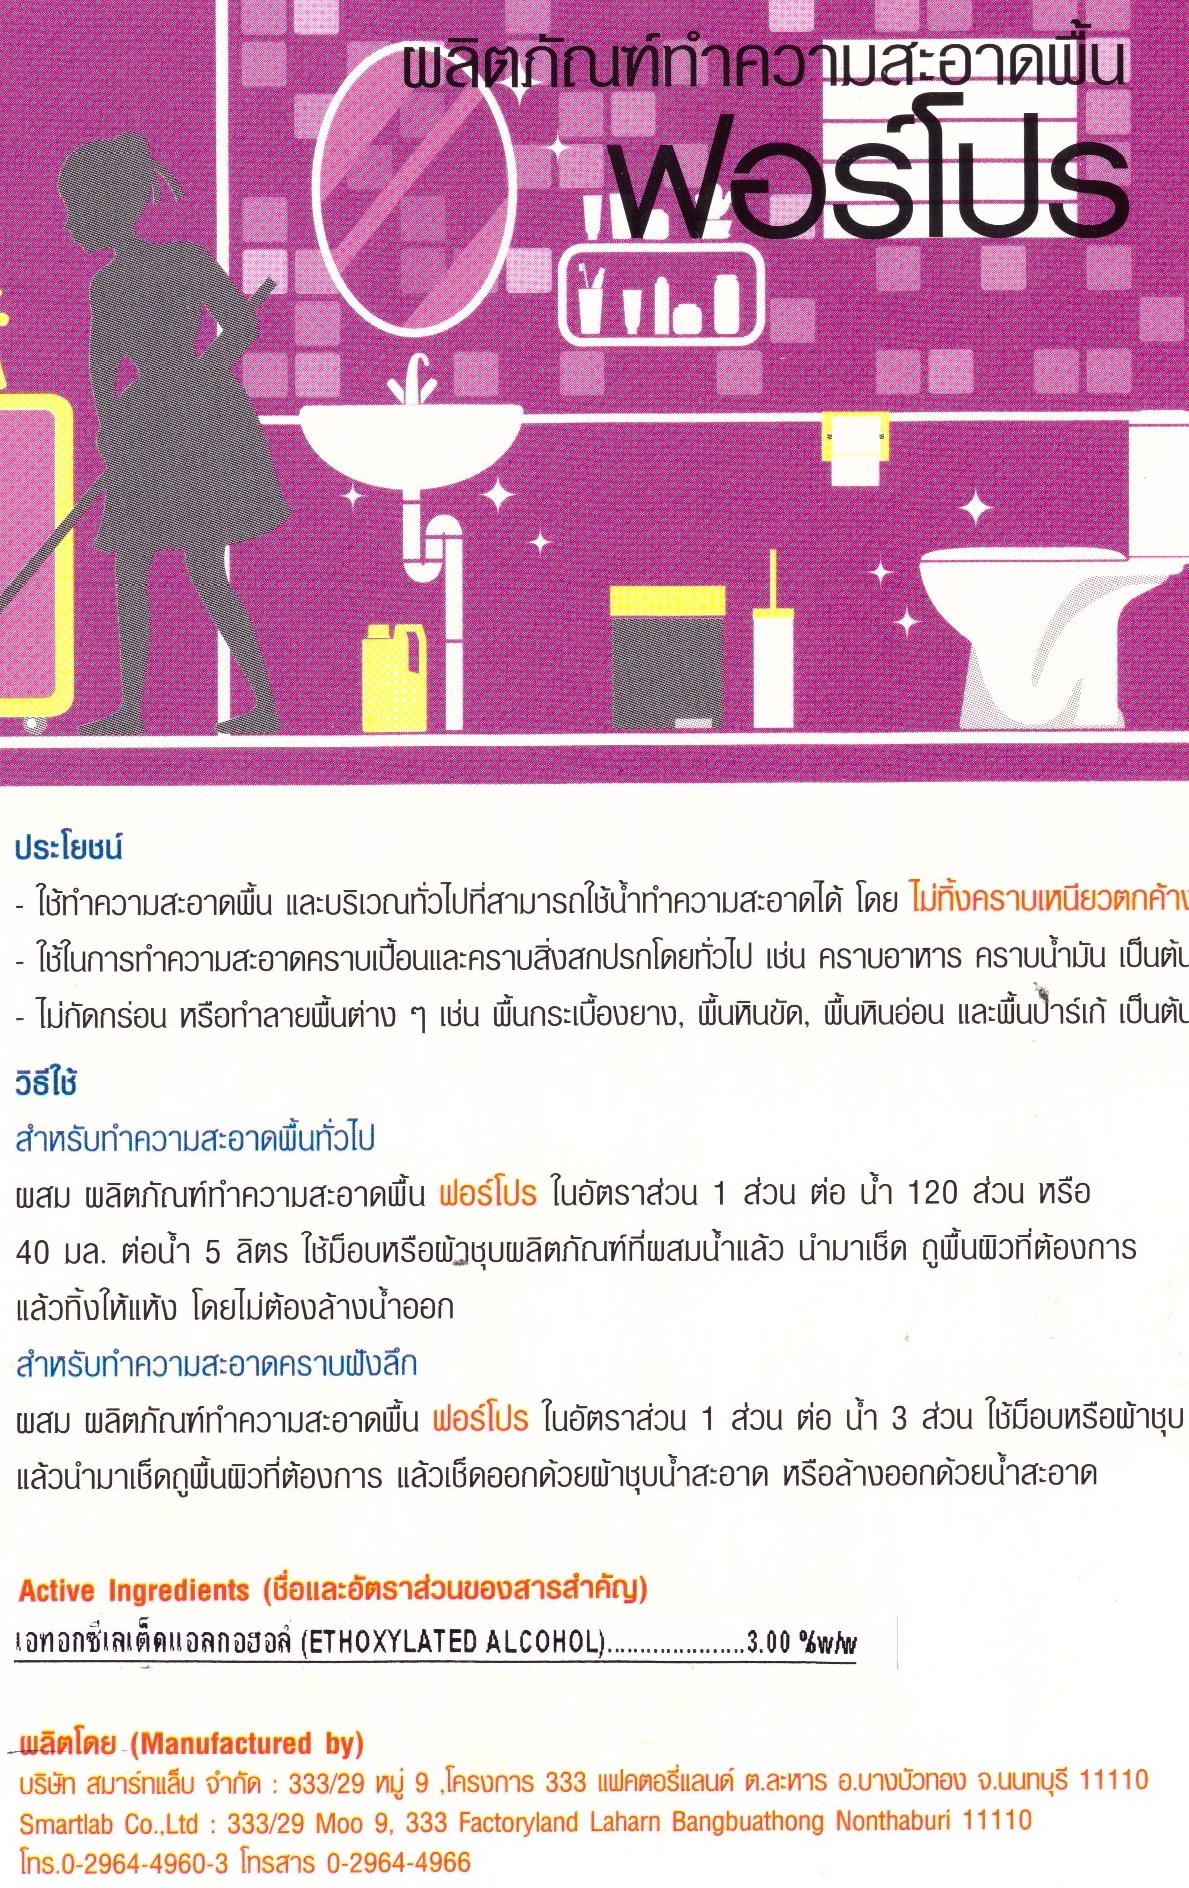 ผลิตภัณฑ์ทำความสะอาดพื้น
ฟอร์โปร
ประโยชน์
- ใช้ทำความสะอาดพื้น และบริเวณทั่วไปที่สามารถใช้น้ำทำความสะอาดได้ โดย ไม่ทิ้งคราบเหนียวตกค้าง
- ใช้ในการทำความสะอาดคราบเปื้อนและคราบสิ่งสกปรกโดยทั่วไป เช่น คราบอาหาร คราบน้ำมัน เป็นต้น
- ไม่กัดกร่อน หรือทำลายพื้นต่าง ๆ เช่น พื้นกระเบื้องยาง, พื้นหินขัด, พื้นหินอ่อน และพื้นปาร์เก้ เป็นต้น
วิธีใช้
สำหรับทำความสะอาดพื้นทั่วไป
ผสม ผลิตภัณฑ์ทำความสะอาดพื้น ฟอร์โปร ในอัตราส่วน 1 ส่วน ต่อ น้ำ 120 ส่วน หรือ
40 มล. ต่อน้ำ 5 ลิตร ใช้ม็อบหรือผ้าชุบผลิตภัณฑ์ที่ผสมน้ำแล้ว นำมาเช็ด ถูพื้นผิวที่ต้องการ
แล้วทิ้งให้แห้ง โดยไม่ต้องล้างน้ำออก
สำหรับทำความสะอาดคราบฝังลึก
ผสม ผลิตภัณฑ์ทำความสะอาดพื้น ฟอร์โปร ในอัตราส่วน 1 ส่วน ต่อ น้ำ 3 ส่วน ใช้ม็อบหรือผ้าชุบ
แล้วนำมาเช็ดถูพื้นผิวที่ต้องการ แล้วเช็ดออกด้วยผ้าชุบน้ำสะอาด หรือล้างออกด้วยน้ำสะอาด
Active Ingredients (ชื่อและอัตราส่วนของสารสำคัญ)
เอทอกซีเลเต็ดแอลกอฮอล์ (ETHOXYLATED ALCOHOL).....................3.00 %w/w
ผลิตโดย (Manufactured by)
บริษัท สมาร์ทแล็บ จำกัด : 333/29 หมู่ 9 ,โครงการ 333 แฟคตอรี่แลนด์ ต.ละหาร อ.บางบัวทอง จ.นนทบุรี 11110
Smartlab Co.,Ltd : 333/29 Moo 9, 333 Factoryland Laharn Bangbuathong Nonthaburi 11110
โทร.0-2964-4960-3 โทรสาร 0-2964-4966